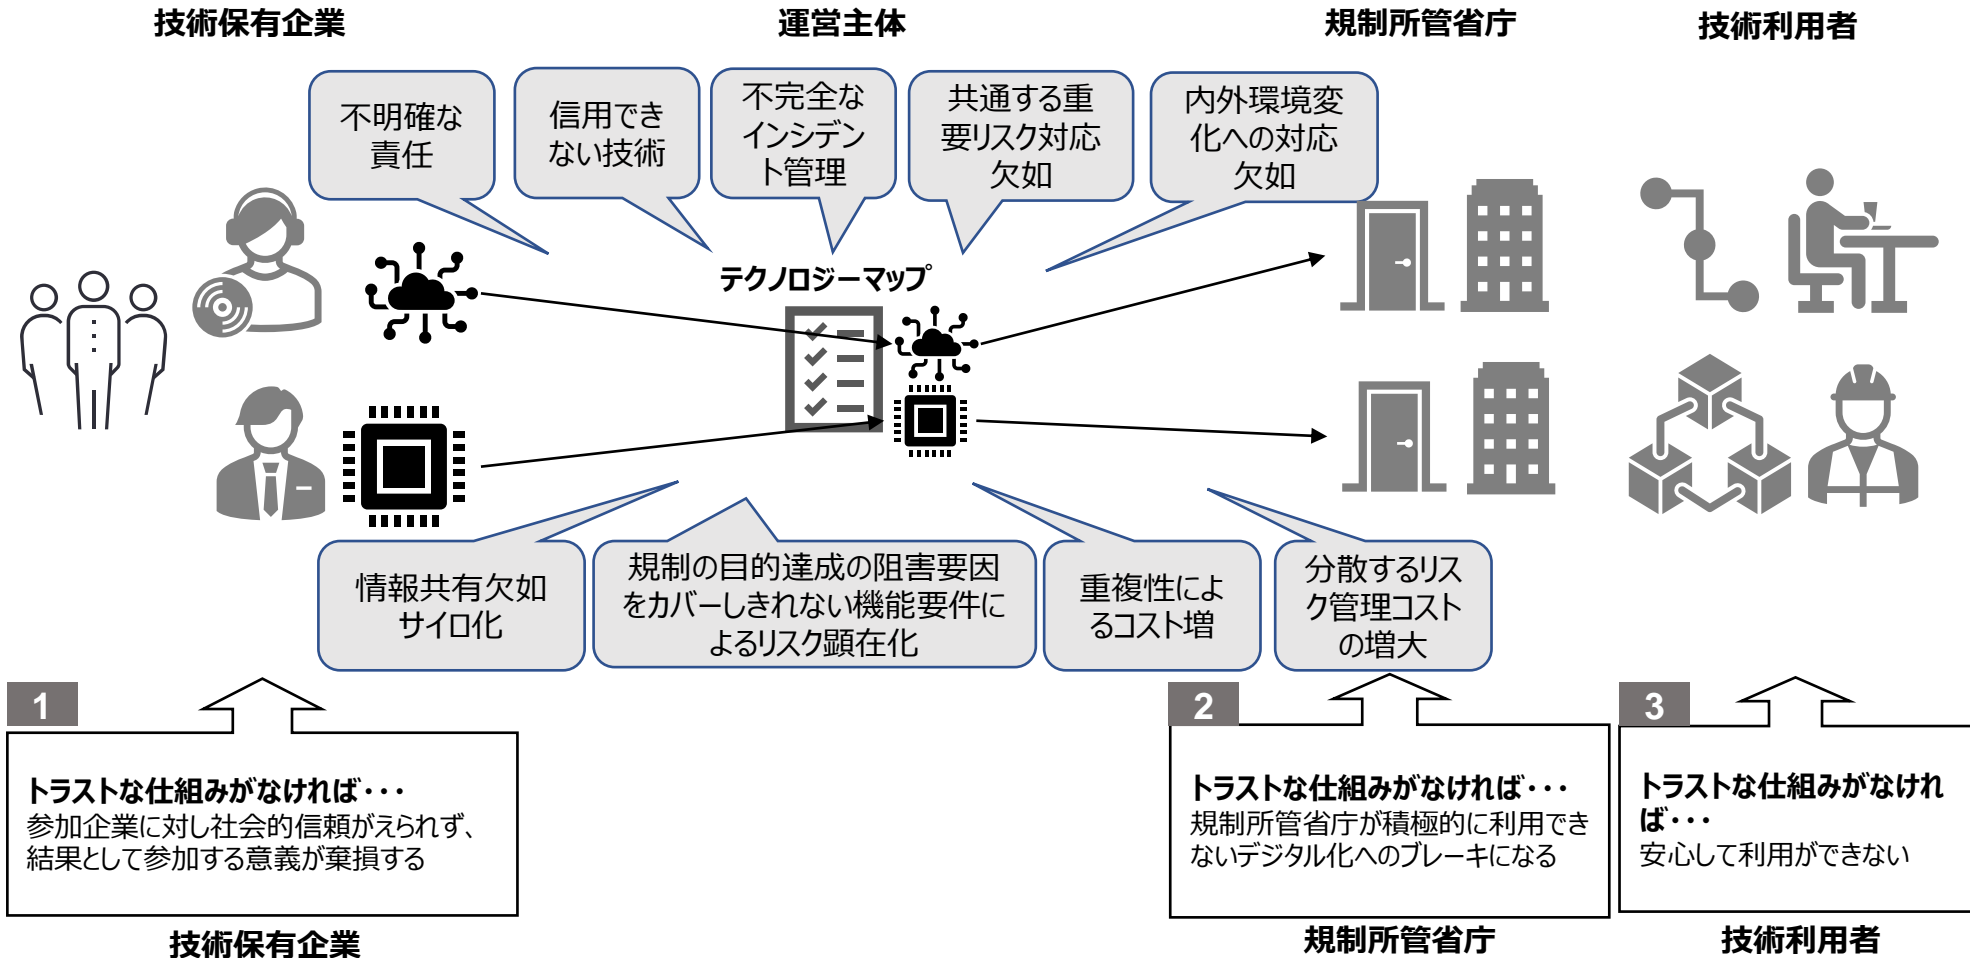 技術保有企業
運営主体
規制所管省庁
技術利用者
不明確な
責任
信用でき
ない技術
不完全な
インシデン
ト管理
共通する重
要リスク対応
欠如
内外環境変
化への対応
欠如
テクノロジーマップ
情報共有欠如
サイロ化
規制の目的達成の阻害要因
をカバーしきれない機能要件に
よるリスク顕在化
重複性によ
るコスト増
分散するリス
ク管理コスト
の増大
1
トラストな仕組みがなければ・・・
参加企業に対し社会的信頼がえられず、
結果として参加する意義が棄損する
技術保有企業
2
トラストな仕組みがなければ・・・
規制所管省庁が積極的に利用でき
ないデジタル化へのブレーキになる
規制所管省庁
3
トラストな仕組みがなけれ
ば・・・
安心して利用ができない
技術利用者